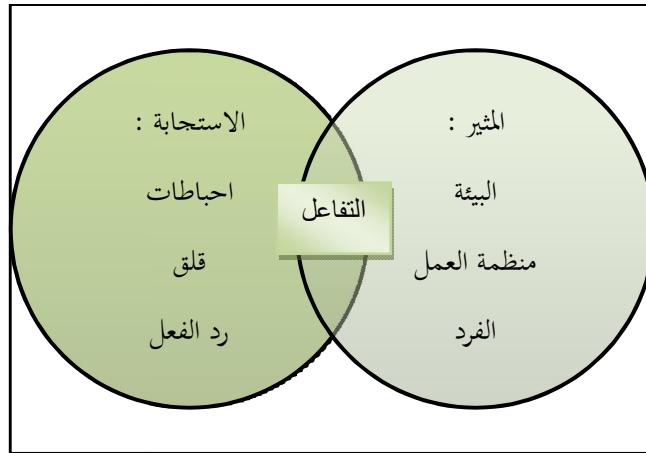 المثير :
البيئة
منظمة العمل
الفرد
التفاعل
الاستجابة :
احباطات
قلق
رد الفعل